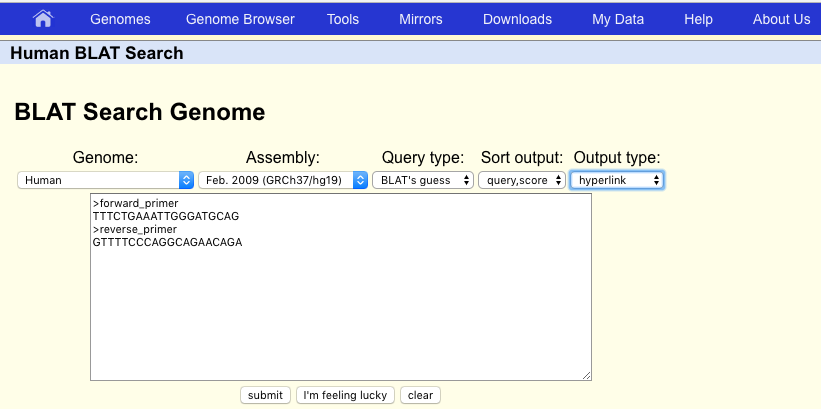 Genomes Genome Browser Tools Mirrors Downloads My Data Help About Us
Human BLAT Search
BLAT Search Genome
Genome: Assembly: Query type: Sort output: Output type:
Human Feb. 2009 (GRCh37/hg19) BLAT's guess query,score hyperlink
>forward_primer
TTTCTGAAATTGGGATGCAG
>reverse_primer
GTTTTCCCAGGCAGAACAGA
submit I'm feeling lucky clear